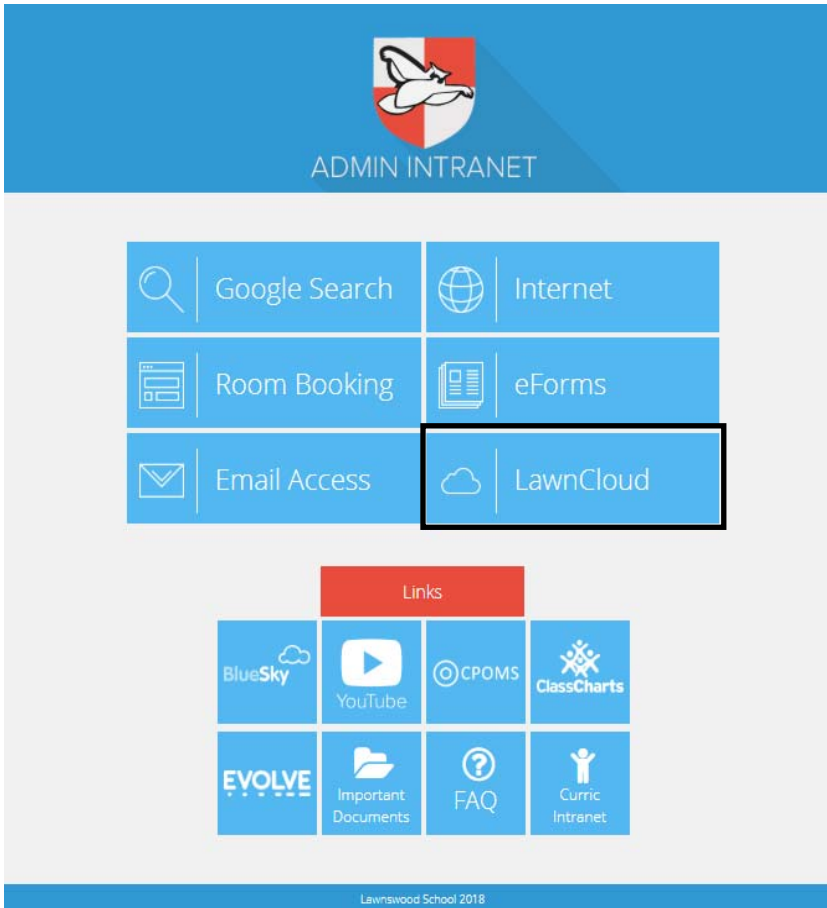 ADMIN INTRANET
Google Search
Internet
Room Booking
eForms
Email Access
LawnCloud
Links
BlueSky
YouTube
CPOMS
ClassCharts
EVOLVE
Important
Documents
FAQ
Curric
Intranet
Lawnswood School 2018